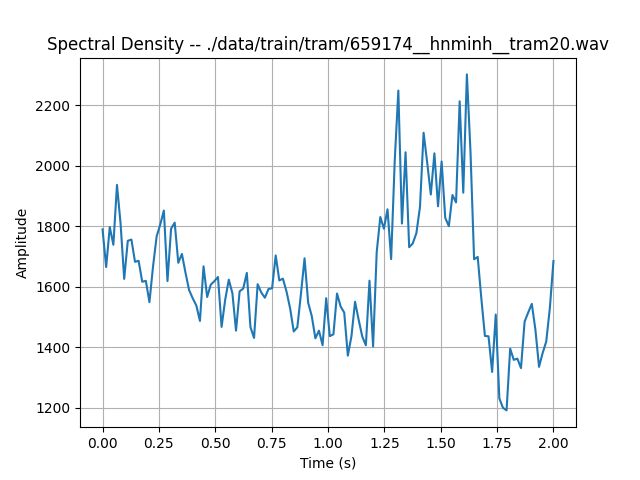 Spectral Density -- ./data/train/tram/659174__hnminh__tram20.wav
Amplitude
2200
2000
1800
1600
1400
1200
0.00 0.25 0.50 0.75 1.00 1.25 1.50 1.75 2.00
Time (s)